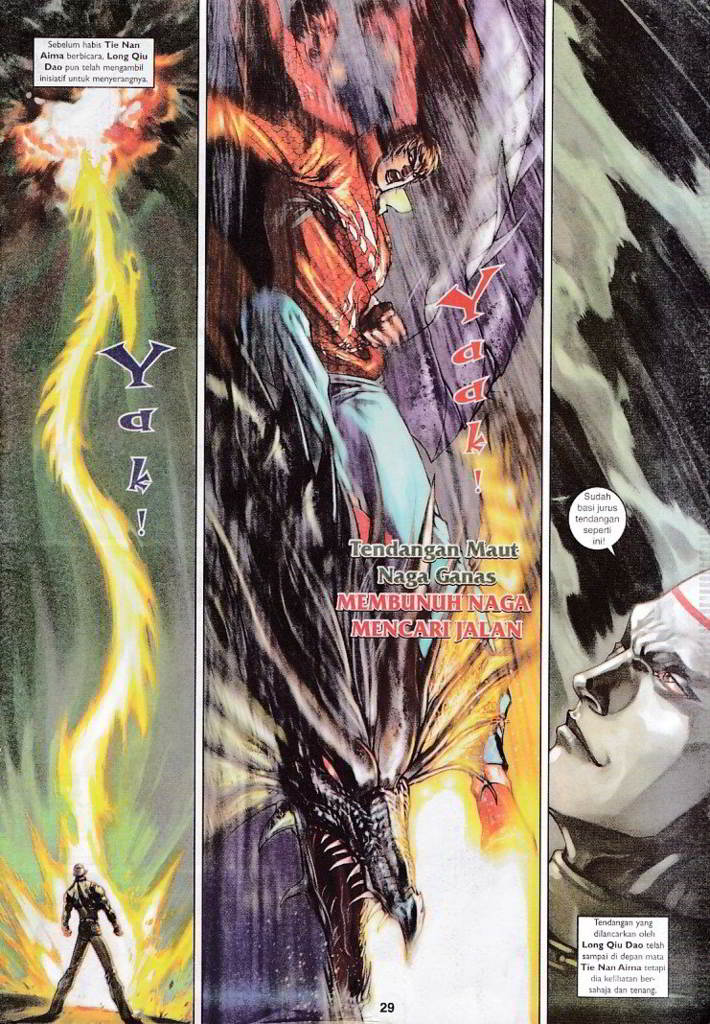 Sebelum habis Tie Nan
Aima berbicara, Long Qiu
Dao pun telah mengambil
inisiatif untuk menyerangnya.
Yak!
Yaak!
Tendangan Maut
Naga Ganas
MEMBUNUH NAGA
MENCARI JALAN
Sudah
basi jurus
tendangan
seperti
ini!
Tendangan yang
dilancarkan oleh
Long Qiu Dao telah
sampai di depan mata
Tie Nan Aima tetapi
dia kelihatan ber-
sahaja dan tenang.
29